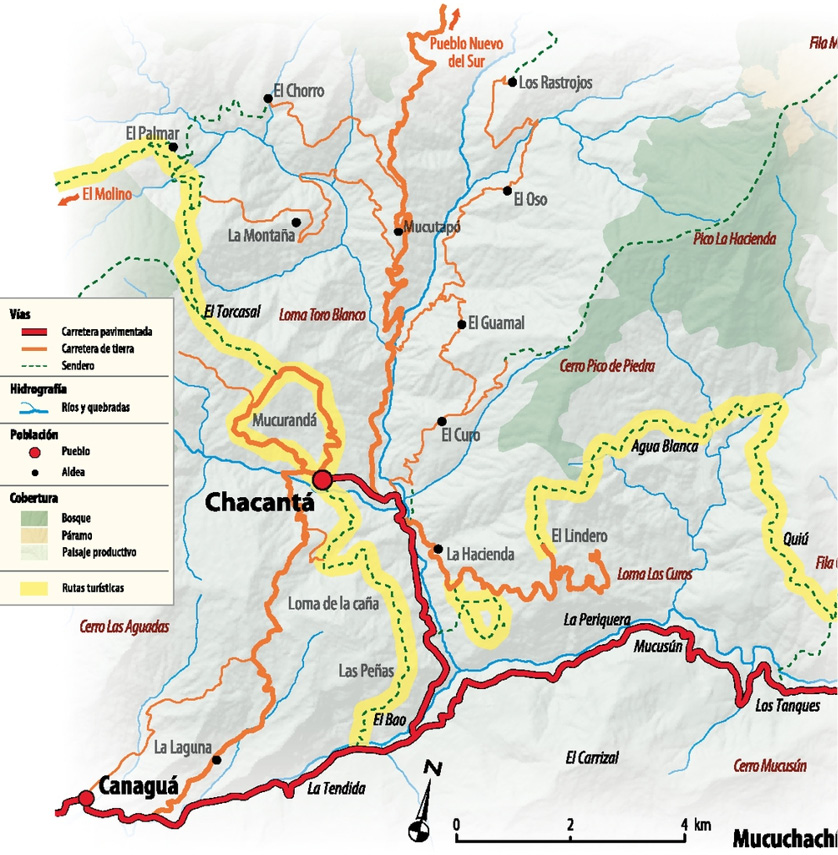 Pueblo Nuevo
del Sur
Fila M
El Chorro
Los Rastrojos
El Palmar
El Molino
El Oso
La Montaña
Mucutapó
Pico La Hacienda
El Torcasal
Loma Toro Blanco
El Guamal
Cerro Pico de Piedra
Vías
Carretera pavimentada
Carretera de tierra
Sendero
Hidrografía
Ríos y quebradas
Población
Pueblo
Aldea
Cobertura
Bosque
Páramo
Paisaje productivo
Rutas turísticas
Mucurandá
El Curo
Agua Blanca
Chacantá
La Hacienda
El Lindero
Quiú
Loma Los Curos
Fila
Loma de la caña
Cerro Las Aguadas
La Periquera
Mucusún
Las Peñas
El Bao
Los Tanques
La Laguna
El Carrizal
Cerro Mucusún
Canaguá
La Tendida
N
0 2 4 km
Mucuchachí